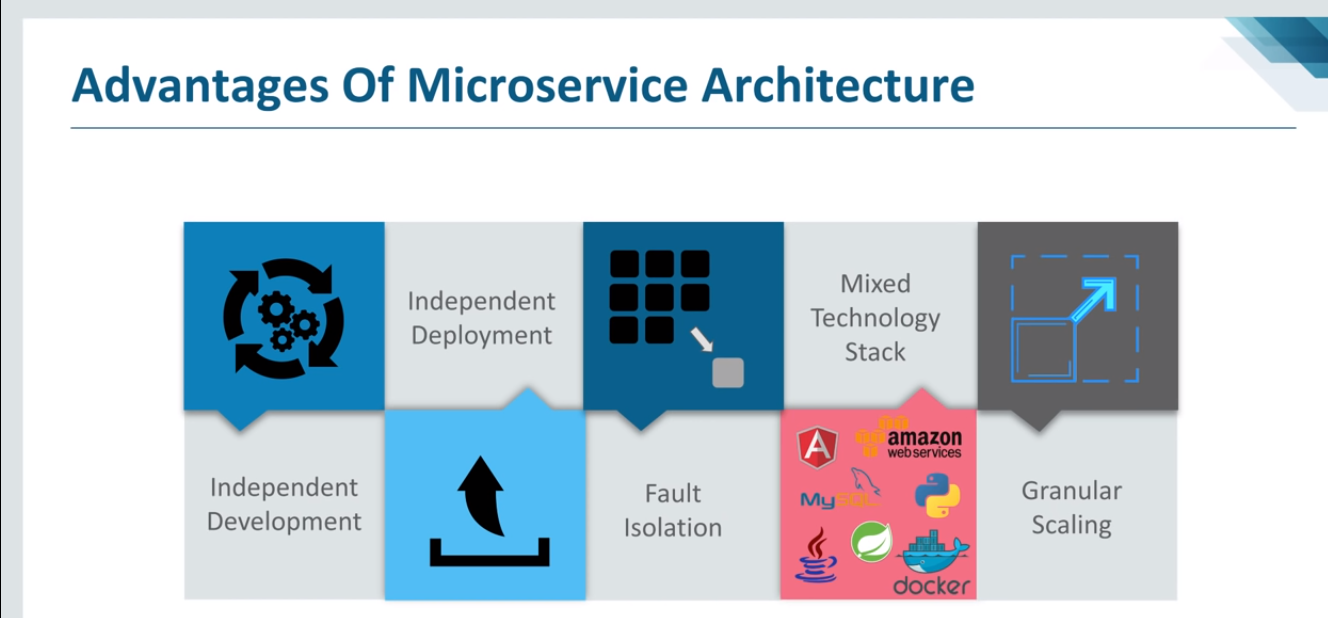 Advantages Of Microservice Architecture
Independent
Deployment
Mixed
Technology
Stack
Independent
Development
Fault
Isolation
A
amazon
webservices
MySQL
docker
Granular
Scaling